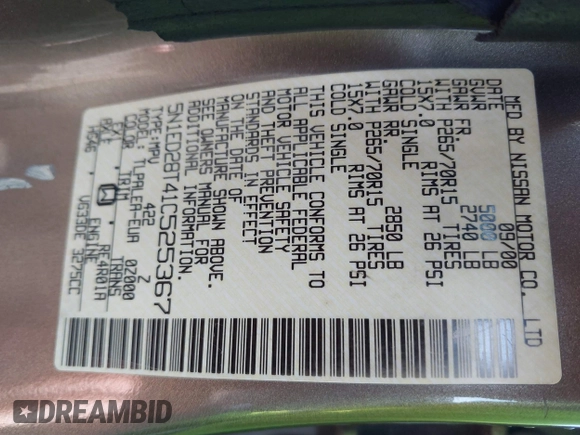 MFD BY NISSAN MOTOR CO., LTD
DATE 09/00
GVWR 5000 LB
GAWR FR. 2740 LB
WITH P265/70R15 TIRES,
15X7.0 RIMS AT 26 PSI
COLD SINGLE
GAWR RR. 2850 LB
WITH P265/70R15 TIRES,
15X7.0 RIMS AT 26 PSI
COLD SINGLE
THIS VEHICLE CONFORMS TO
ALL APPLICABLE FEDERAL
MOTOR VEHICLE SAFETY
AND THEFT PREVENTION
STANDARDS IN EFFECT
ON THE DATE OF
MANUFACTURE SHOWN ABOVE.
SEE OWNERS MANUAL FOR
ADDITIONAL INFORMATION.
5N1CD28T41C525367
TYPE:MPV 422 Z
MODEL: 0Z000
COLOR TRIM TRANS
RE4R01A
AXLE ENGINE
VG33DE 3275CC
DREAMBID